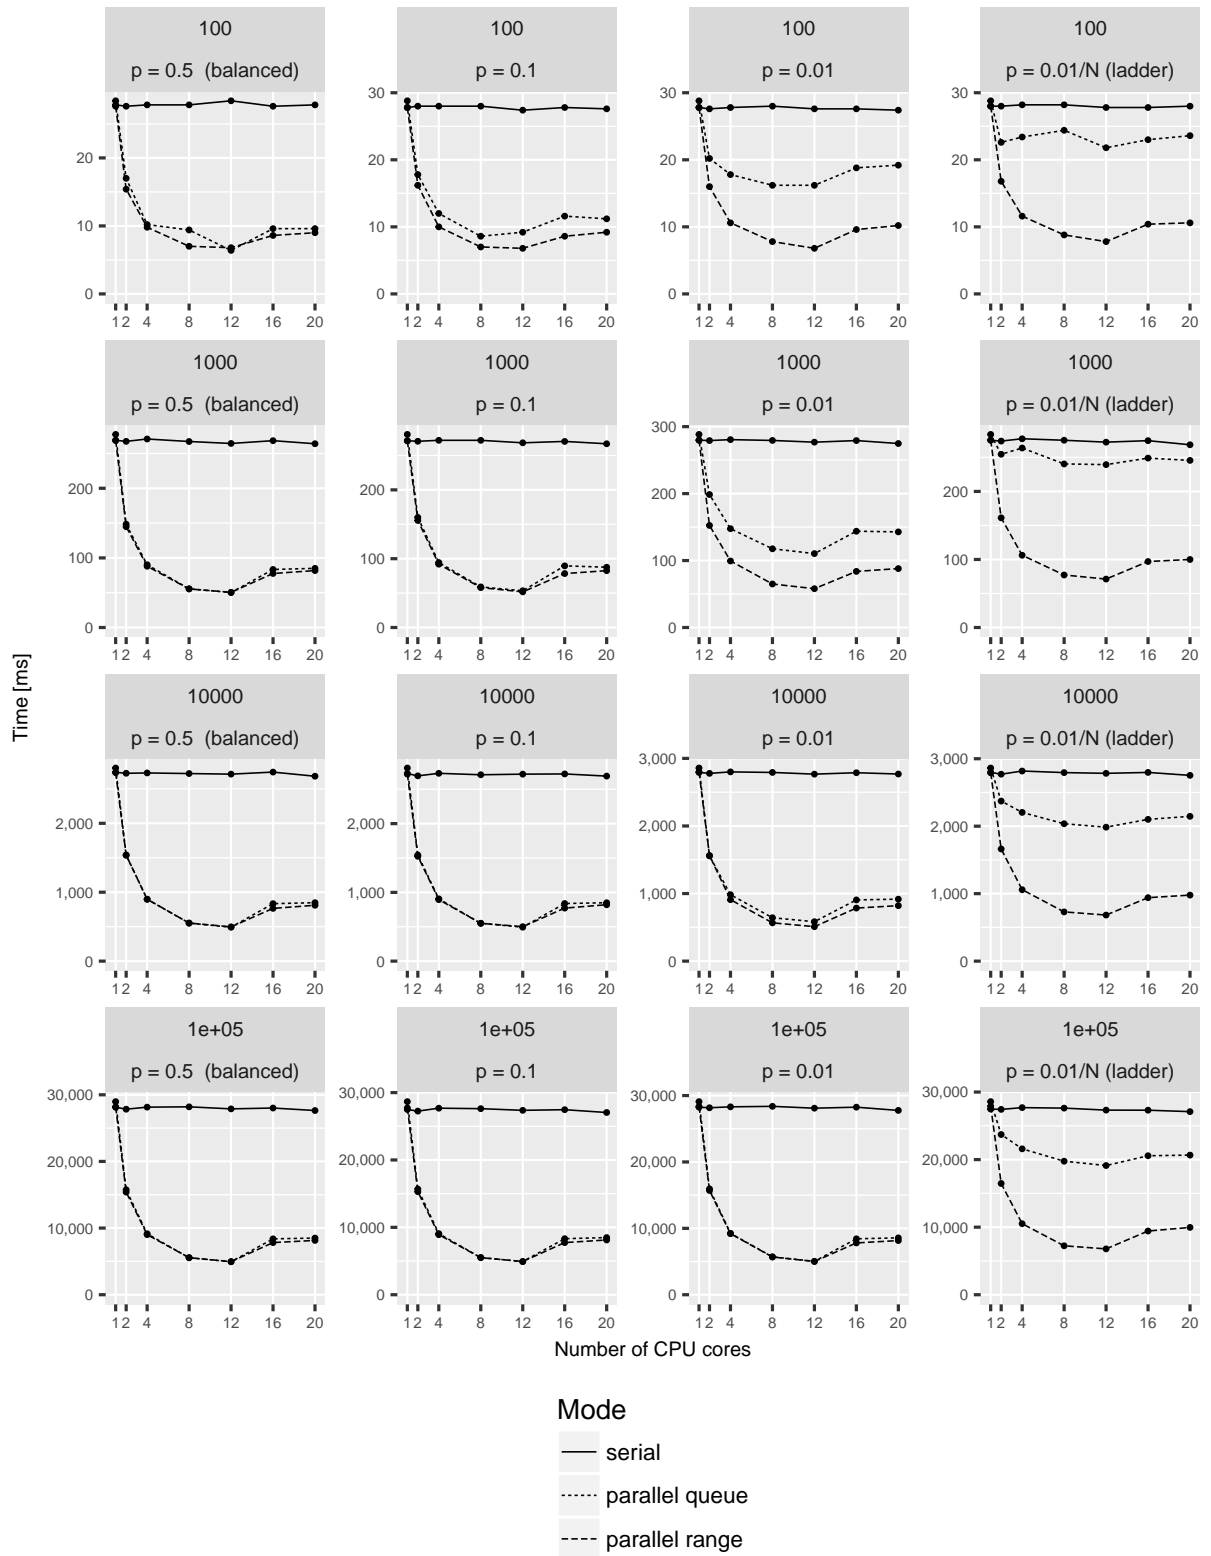 100
p = 0.5 (balanced)
100
p = 0.1
100
p = 0.01
100
p = 0.01/N (ladder)
20
10
0
1 2 4 8 12 16 20
30
20
10
0
1 2 4 8 12 16 20
30
20
10
0
1 2 4 8 12 16 20
30
20
10
0
1 2 4 8 12 16 20
1000
p = 0.5 (balanced)
1000
p = 0.1
1000
p = 0.01
1000
p = 0.01/N (ladder)
200
100
0
1 2 4 8 12 16 20
200
100
0
1 2 4 8 12 16 20
300
200
100
0
1 2 4 8 12 16 20
200
100
0
1 2 4 8 12 16 20
Time [ms]
10000
p = 0.5 (balanced)
10000
p = 0.1
10000
p = 0.01
10000
p = 0.01/N (ladder)
2,000
1,000
0
1 2 4 8 12 16 20
2,000
1,000
0
1 2 4 8 12 16 20
3,000
2,000
1,000
0
1 2 4 8 12 16 20
3,000
2,000
1,000
0
1 2 4 8 12 16 20
1e+05
p = 0.5 (balanced)
1e+05
p = 0.1
1e+05
p = 0.01
1e+05
p = 0.01/N (ladder)
30,000
20,000
10,000
0
1 2 4 8 12 16 20
30,000
20,000
10,000
0
1 2 4 8 12 16 20
30,000
20,000
10,000
0
1 2 4 8 12 16 20
30,000
20,000
10,000
0
1 2 4 8 12 16 20
Number of CPU cores
Mode
serial
parallel queue
parallel range